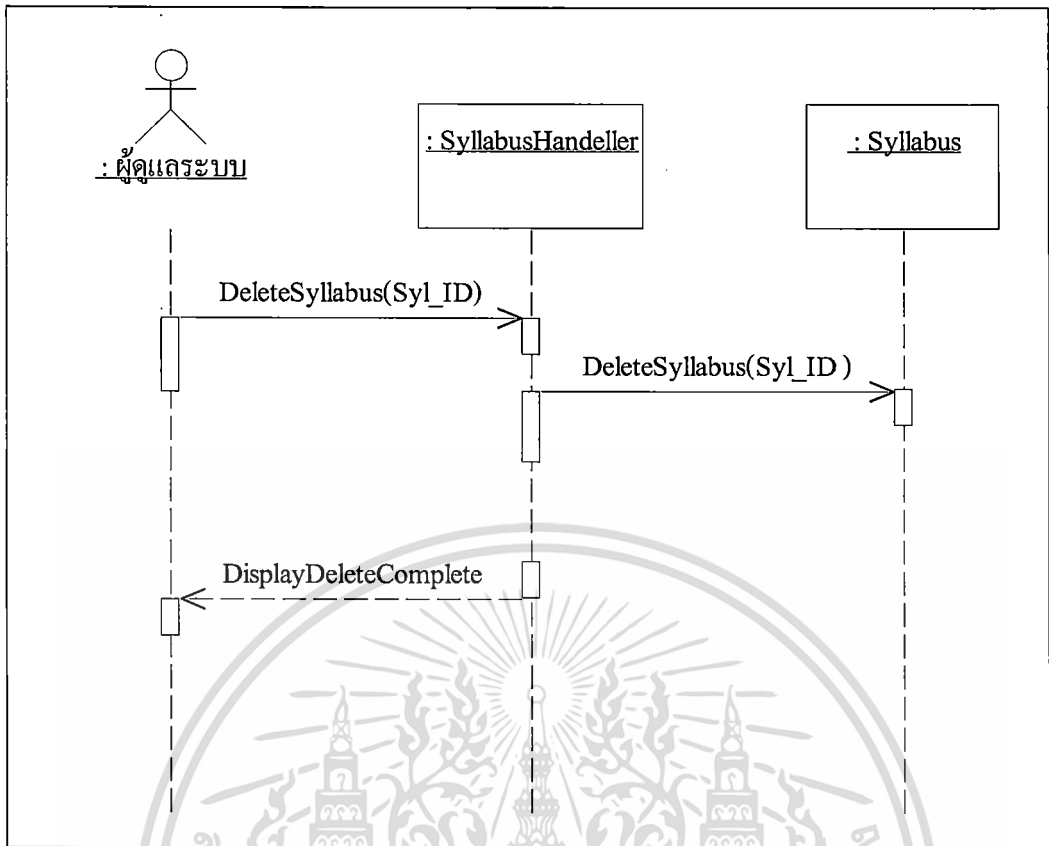 : ผู้ดูแลระบบ
: SyllabusHandeller
: Syllabus
DeleteSyllabus(Syl_ID)
DeleteSyllabus(Syl_ID )
DisplayDeleteComplete